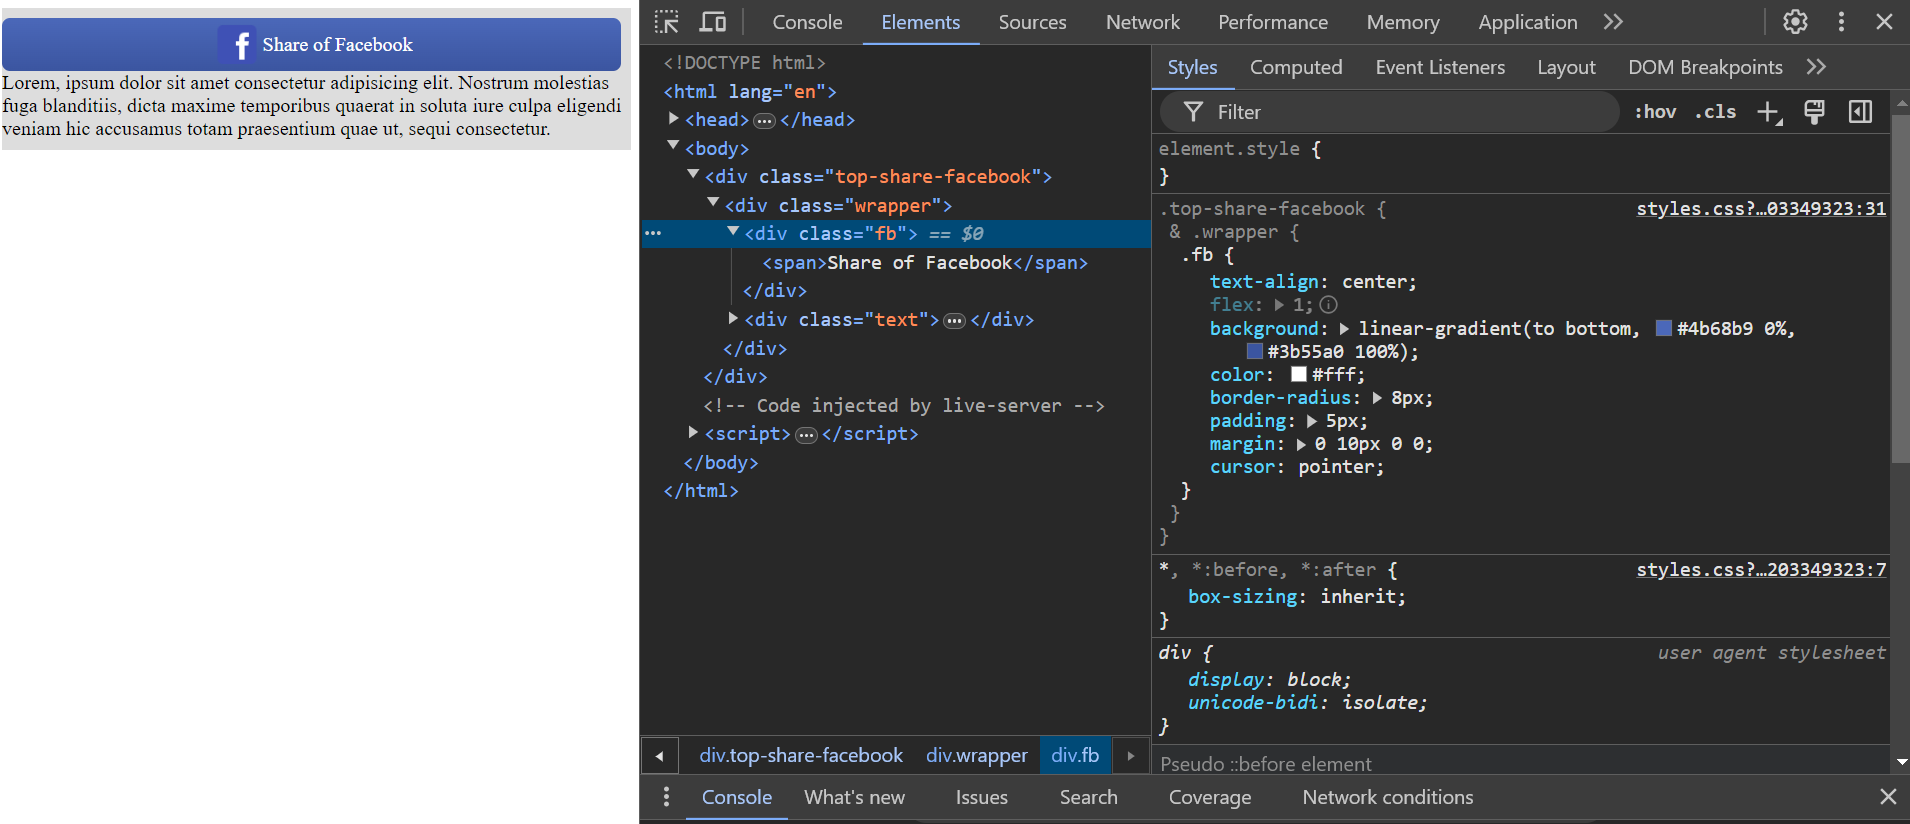 Share of Facebook
Lorem, ipsum dolor sit amet consectetur adipisicing elit. Nostrum molestias
fuga blanditiis, dicta maxime temporibus quaerat in soluta iure culpa eligendi
veniam hic accusamus totam praesentium quae ut, sequi consectetur.
Console Elements Sources Network Performance Memory Application
<!DOCTYPE html>
<html lang="en">
<head>…</head>
<body>
<div class="top-share-facebook">
<div class="wrapper">
… <div class="fb"> == $0
<span>Share of Facebook</span>
</div>
<div class="text">…</div>
</div>
</div>
<!-- Code injected by live-server -->
<script>…</script>
</body>
</html>
div.top-share-facebook div.wrapper div.fb
Styles Computed Event Listeners Layout DOM Breakpoints
Filter :hov .cls
element.style {
}
.top-share-facebook { styles.css?…03349323:31
& .wrapper {
.fb {
text-align: center;
flex: 1;
background: linear-gradient(to bottom, #4b68b9 0%,
#3b55a0 100%);
color: #fff;
border-radius: 8px;
padding: 5px;
margin: 0 10px 0 0;
cursor: pointer;
}
}
}
*, *:before, *:after { styles.css?…203349323:7
box-sizing: inherit;
}
div { user agent stylesheet
display: block;
unicode-bidi: isolate;
}
Pseudo ::before element
Console What's new Issues Search Coverage Network conditions